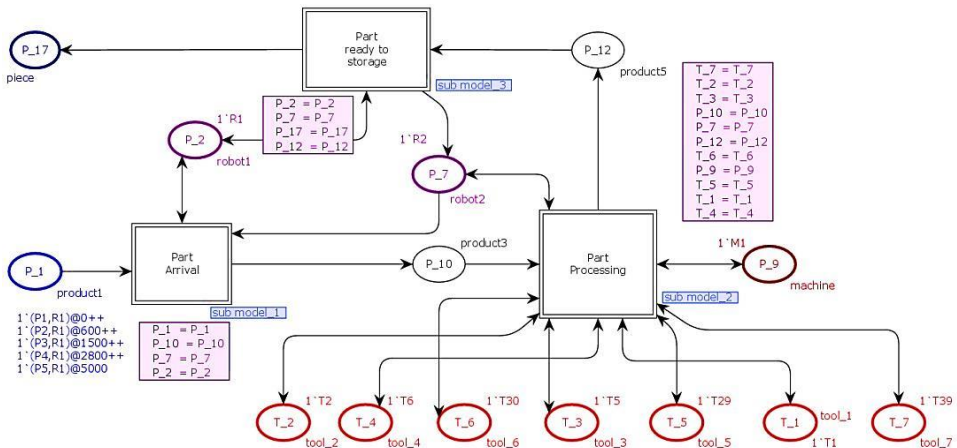 P_17
piece
Part
ready to
storage
sub model_3
P_12
product5
T_7 = T_7
T_2 = T_2
T_3 = T_3
P_10 = P_10
P_7 = P_7
P_12 = P_12
T_6 = T_6
P_9 = P_9
T_5 = T_5
T_1 = T_1
T_4 = T_4
1`R1
P_2
robot1
P_2 = P_2
P_7 = P_7
P_17 = P_17
P_12 = P_12
1`R2
P_7
robot2
P_1
product1
1`(P1,R1)@0++
1`(P2,R1)@600++
1`(P3,R1)@1500++
1`(P4,R1)@2800++
1`(P5,R1)@5000
Part
Arrival
sub model_1
P_1 = P_1
P_10 = P_10
P_7 = P_7
P_2 = P_2
product3
P_10
Part
Processing
sub model_2
1`M1
P_9
machine
1`T2
T_2
tool_2
1`T6
T_4
tool_4
1`T30
T_6
tool_6
1`T5
T_3
tool_3
1`T29
T_5
tool_5
tool_1
T_1
1`T1
1`T39
T_7
tool_7